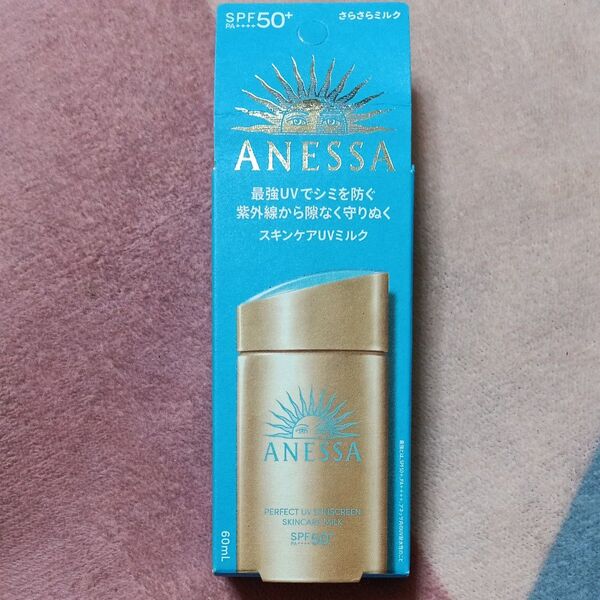 SPF50+
PA++++
さらさらミルク
ANESSA
最強UVでシミを防ぐ
紫外線から隙なく守りぬく
スキンケアUVミルク
ANESSA
PERFECT UV SUNSCREEN
SKINCARE MILK
SPF50+
PA++++
60mL